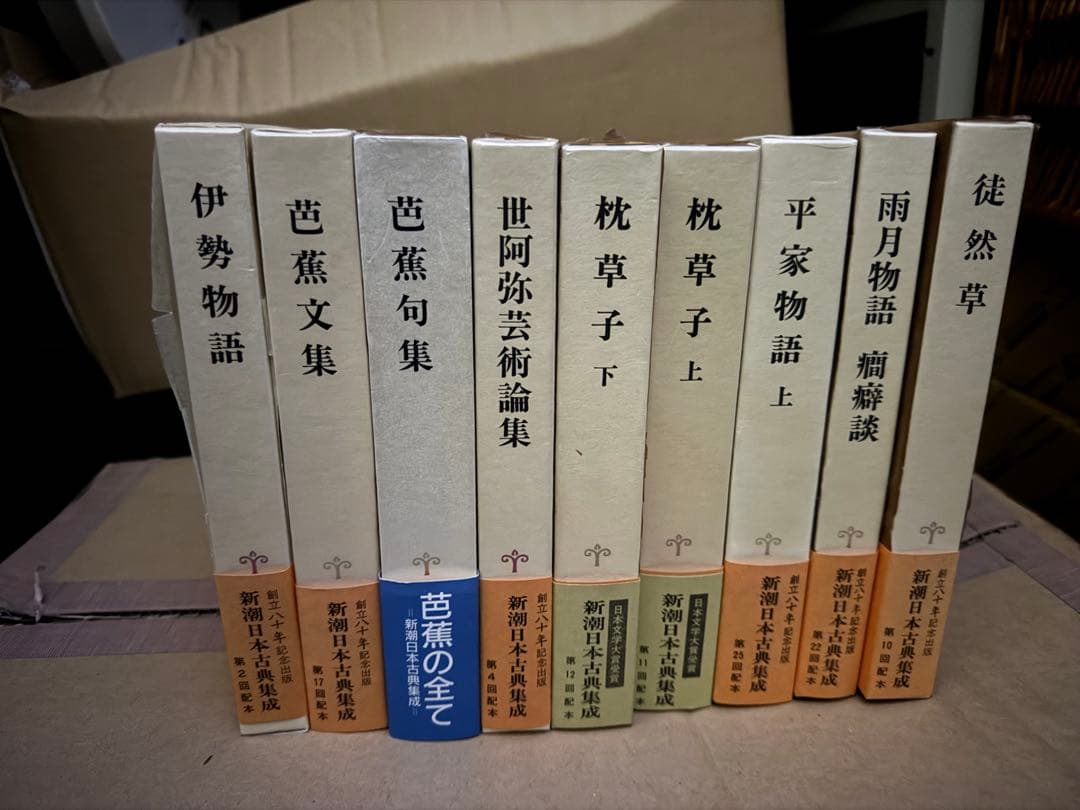 伊勢物語
創立八十年記念出版
新潮日本古典集成
第2回配本
芭蕉文集
創立八十年記念出版
新潮日本古典集成
第17回配本
芭蕉句集
芭蕉の全て
=新潮日本古典集成=
世阿弥芸術論集
創立八十年記念出版
新潮日本古典集成
第4回配本
枕草子 下
日本文学大賞受賞
新潮日本古典集成
第12回配本
枕草子 上
日本文学大賞受賞
新潮日本古典集成
第11回配本
平家物語 上
創立八十年記念出版
新潮日本古典集成
第25回配本
雨月物語 癇癖談
創立八十年記念出版
新潮日本古典集成
第22回配本
徒然草
創立八十年記念出版
新潮日本古典集成
第10回配本